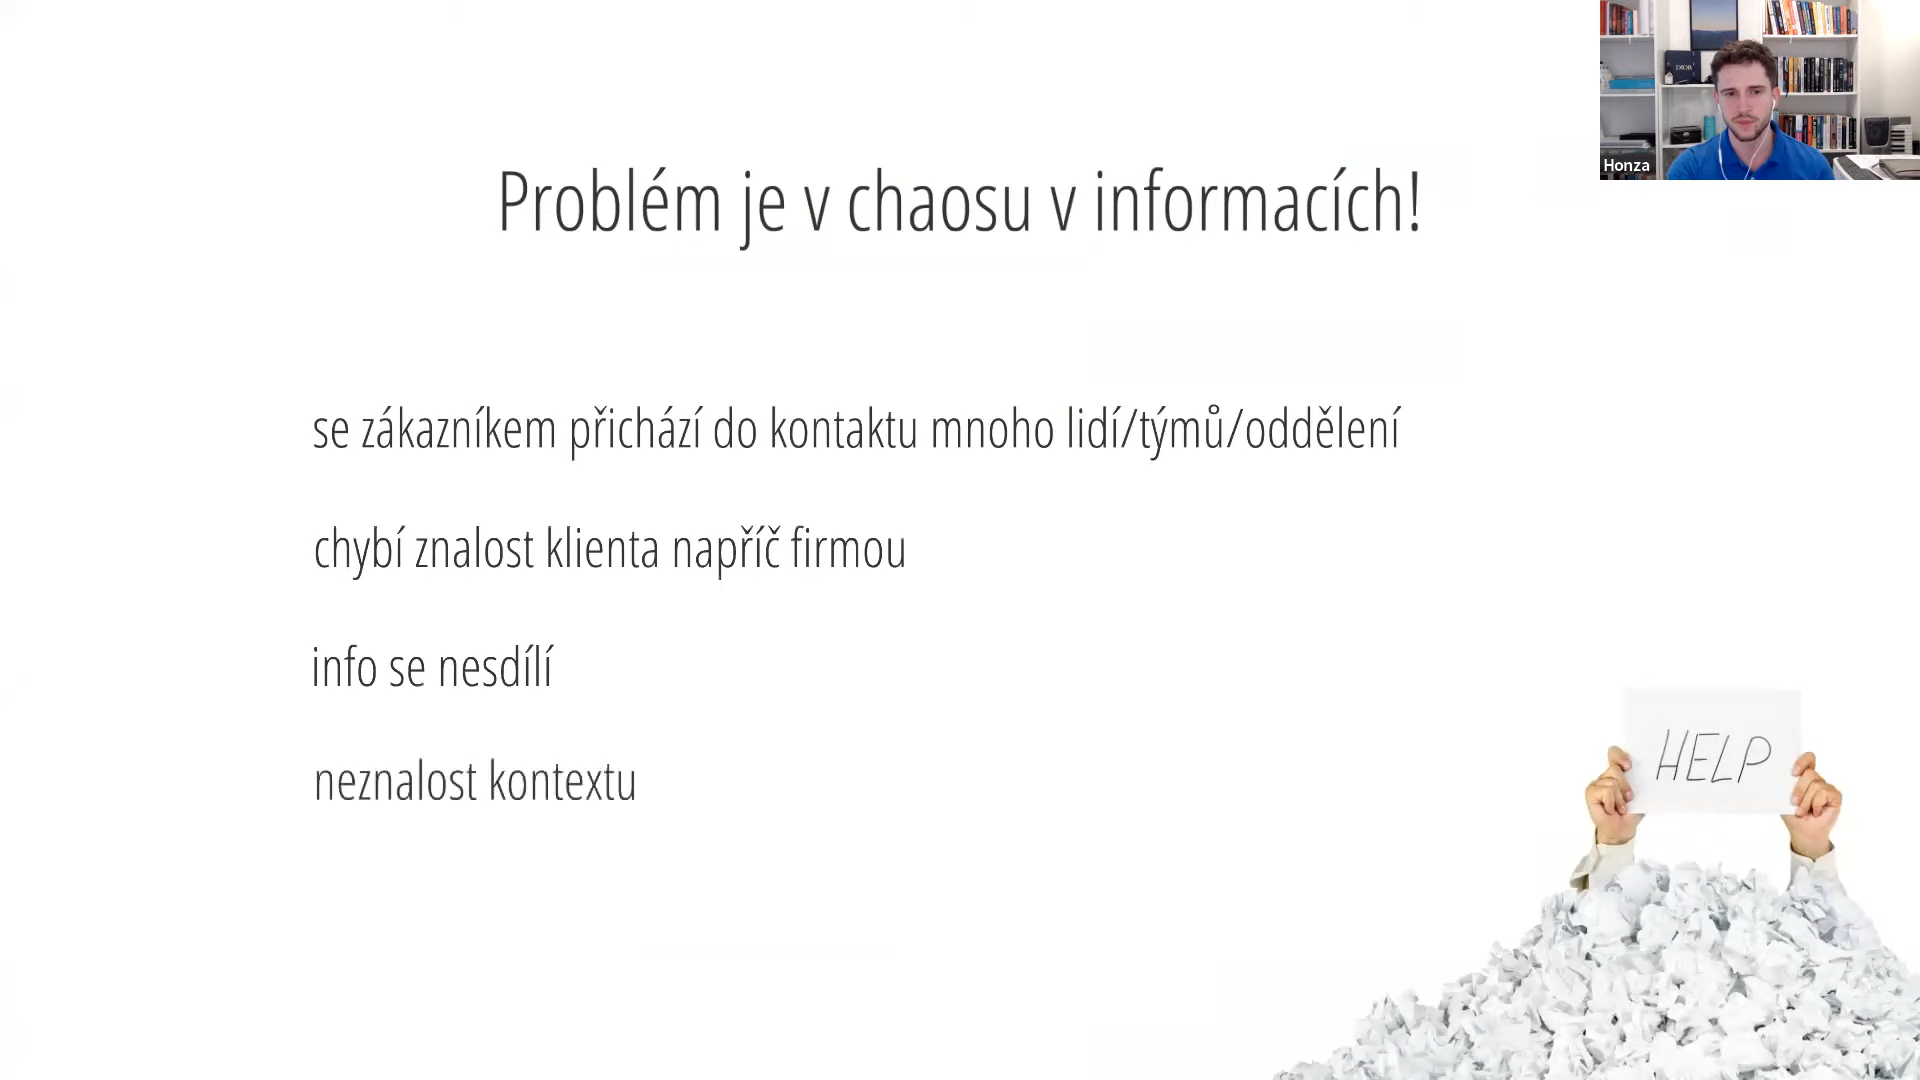 Problém je v chaosu v informacích!
se zákazníkem přichází do kontaktu mnoho lidí/týmů/oddělení
chybí znalost klienta napříč firmou
info se nesdílí
neznalost kontextu
HELP
DIOR
Honza